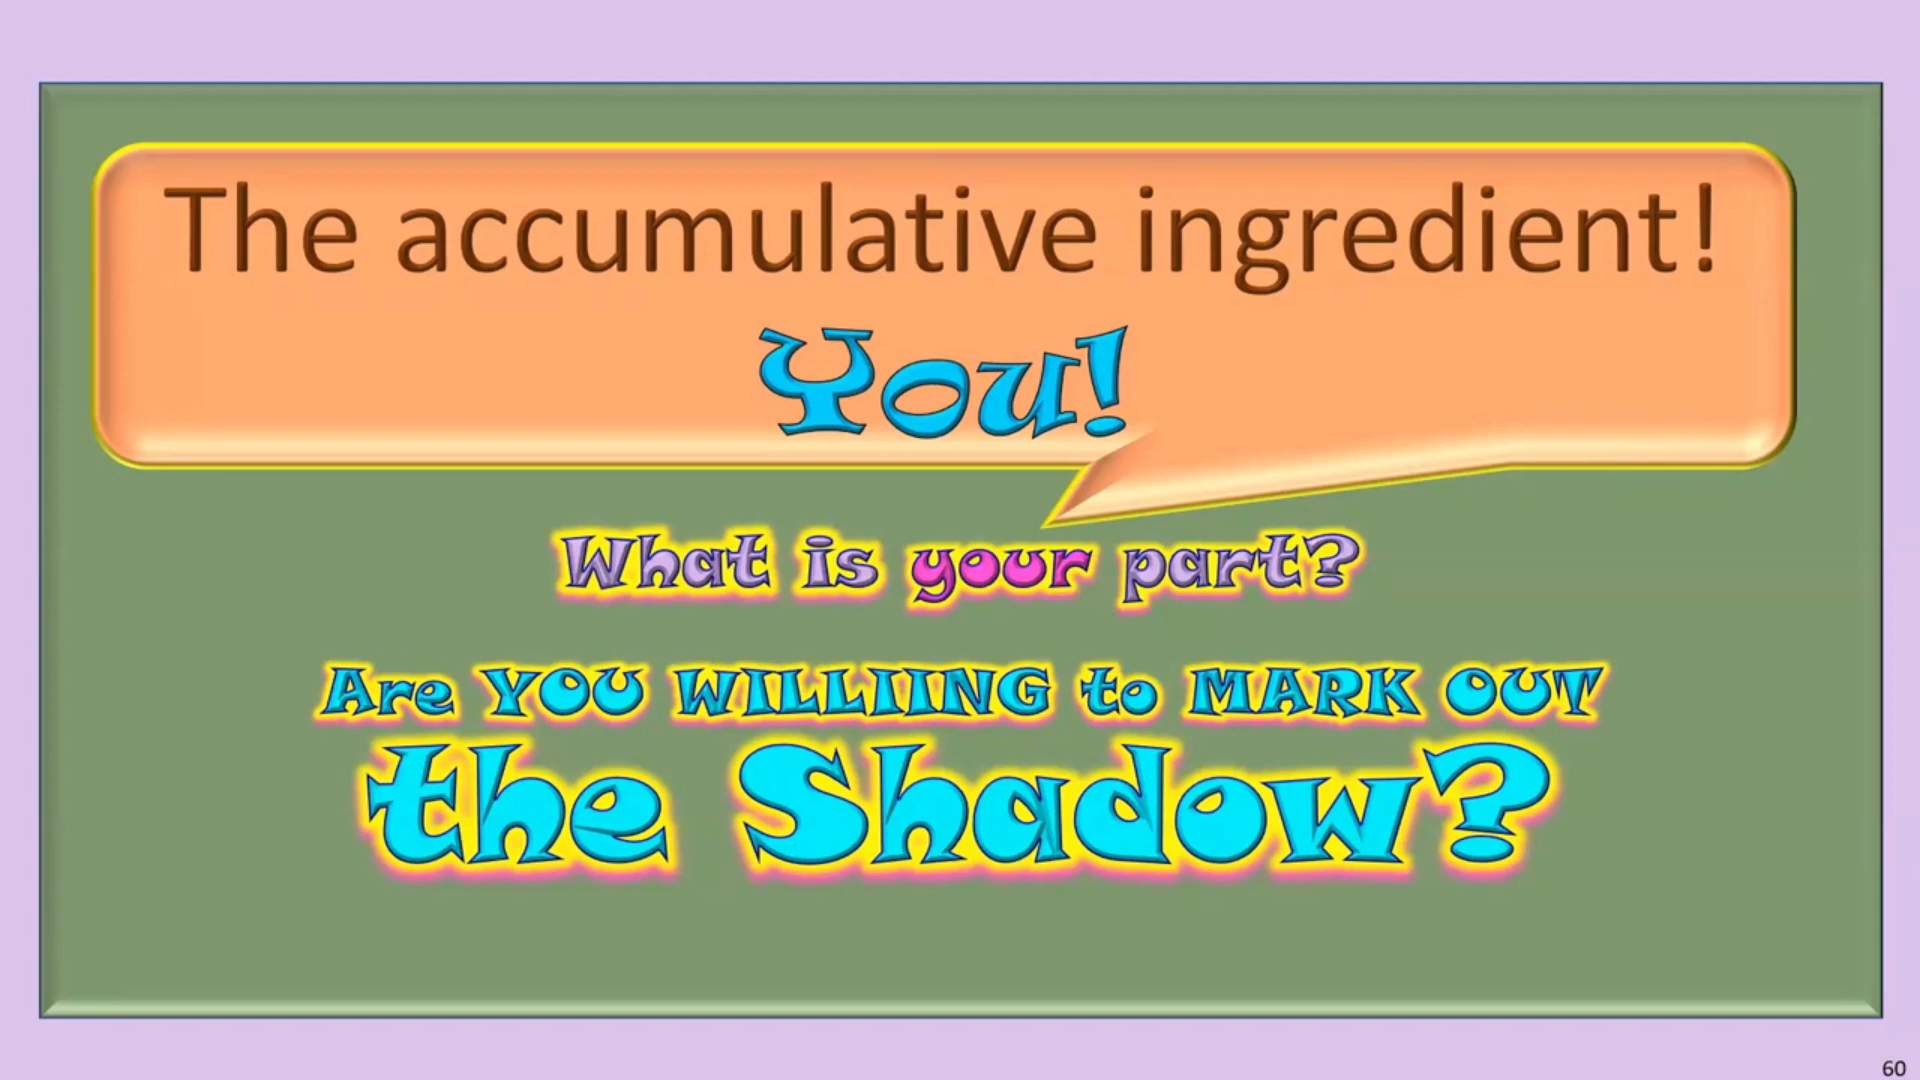 The accumulative ingredient!
You!
What is your part?
Are YOU WILLIING to MARK OUT
the Shadow?
60